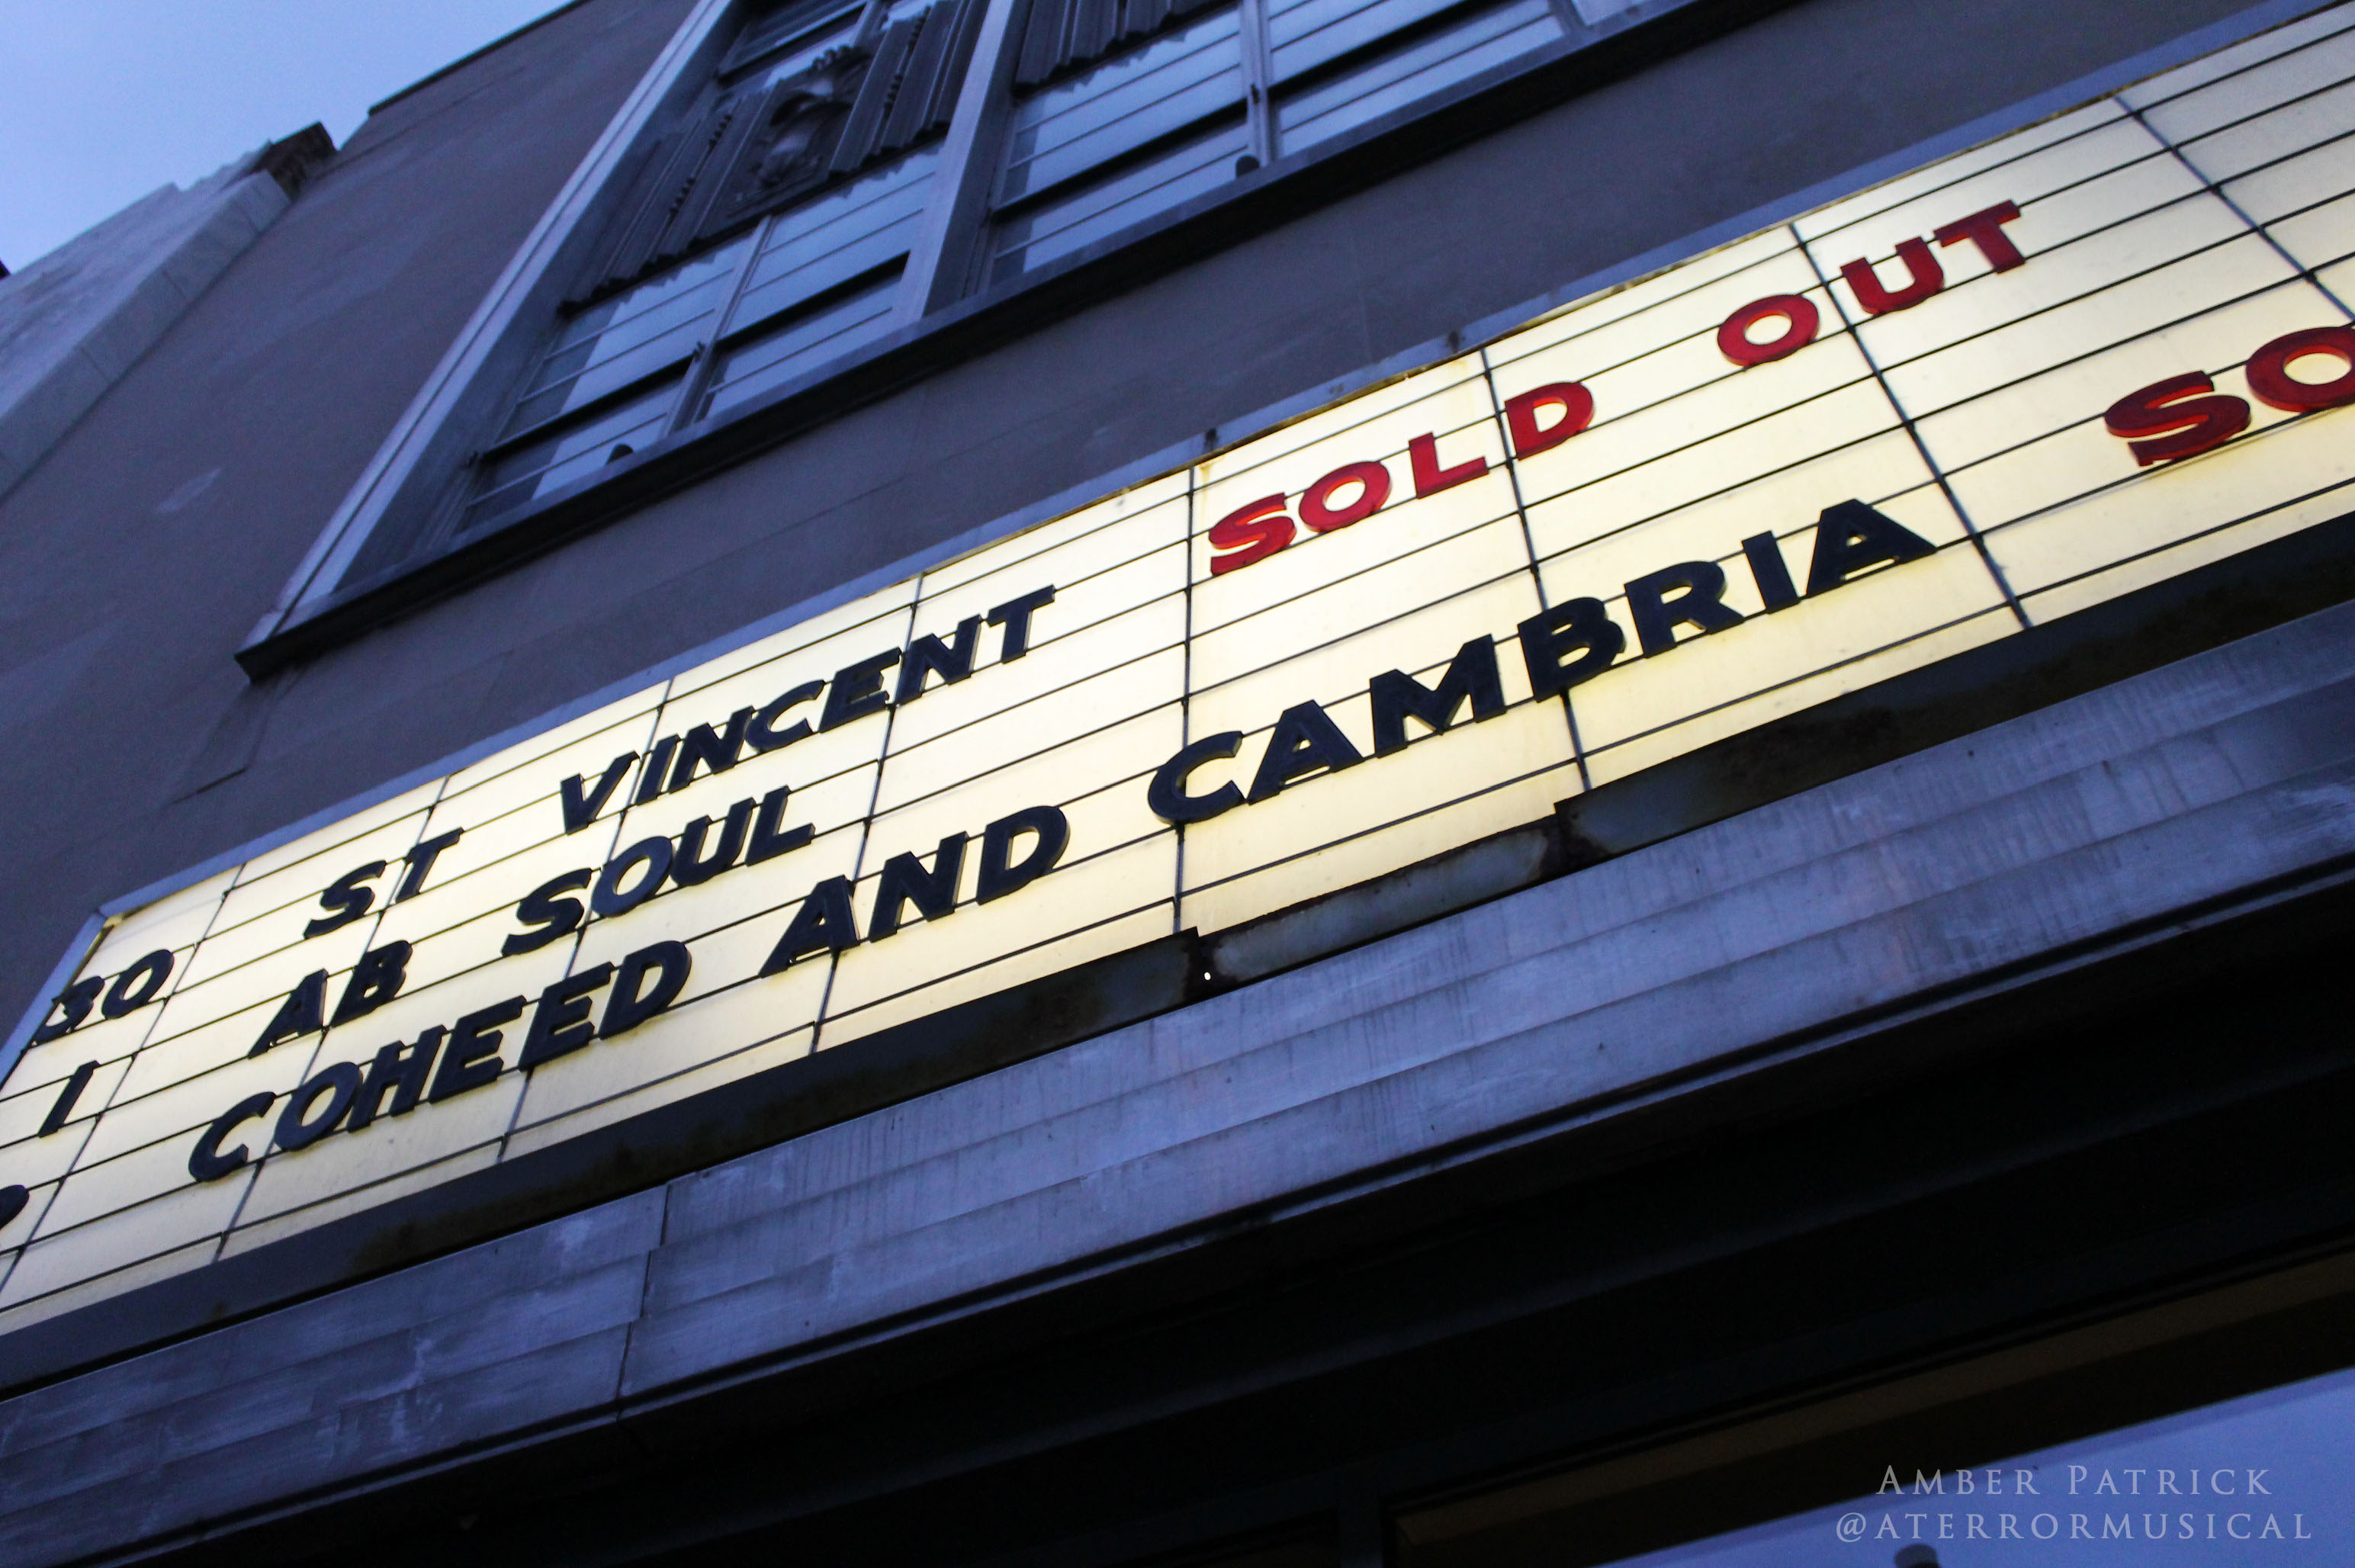 30 ST VINCENT SOLD OUT
1 AB SOUL
COHEED AND CAMBRIA SO
AMBER PATRICK
@ATERRORMUSICAL